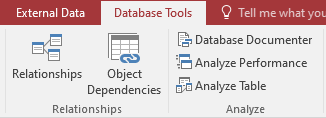 External Data Database Tools Tell me what you
Relationships Object Dependencies
Database Documenter
Analyze Performance
Analyze Table
Relationships Analyze